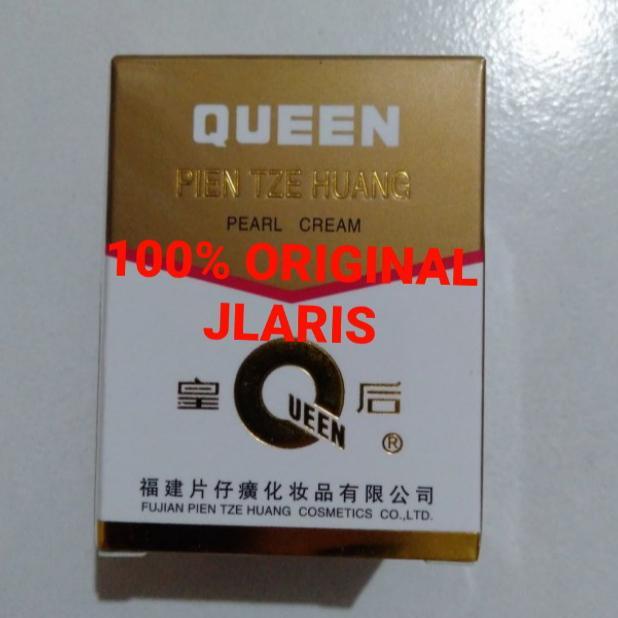 QUEEN
PIEN TZE HUANG
PEARL CREAM
100% ORIGINAL
JLARIS
皇 QUEEN 后
®
福建片仔癀化妆品有限公司
FUJIAN PIEN TZE HUANG COSMETICS CO.,LTD.